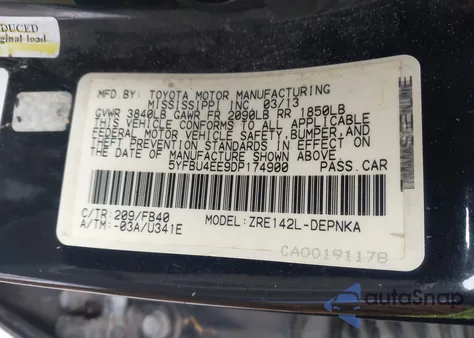 DUCED
ginal load
MFD.BY: TOYOTA MOTOR MANUFACTURING
MISSISSIPPI INC. 03/13
GVWR 3840LB GAWR FR 2090LB RR 1850LB
THIS VEHICLE CONFORMS TO ALL APPLICABLE
FEDERAL MOTOR VEHICLE SAFETY,BUMPER,AND
THEFT PREVENTION STANDARDS IN EFFECT ON
THE DATE OF MANUFACTURE SHOWN ABOVE.
5YFBU4EE9DP174900 PASS.CAR
C/TR:209/FB40 MODEL:ZRE142L-DEPNKA
A/TM:-03A/U341E
CA00191178
autoSnap